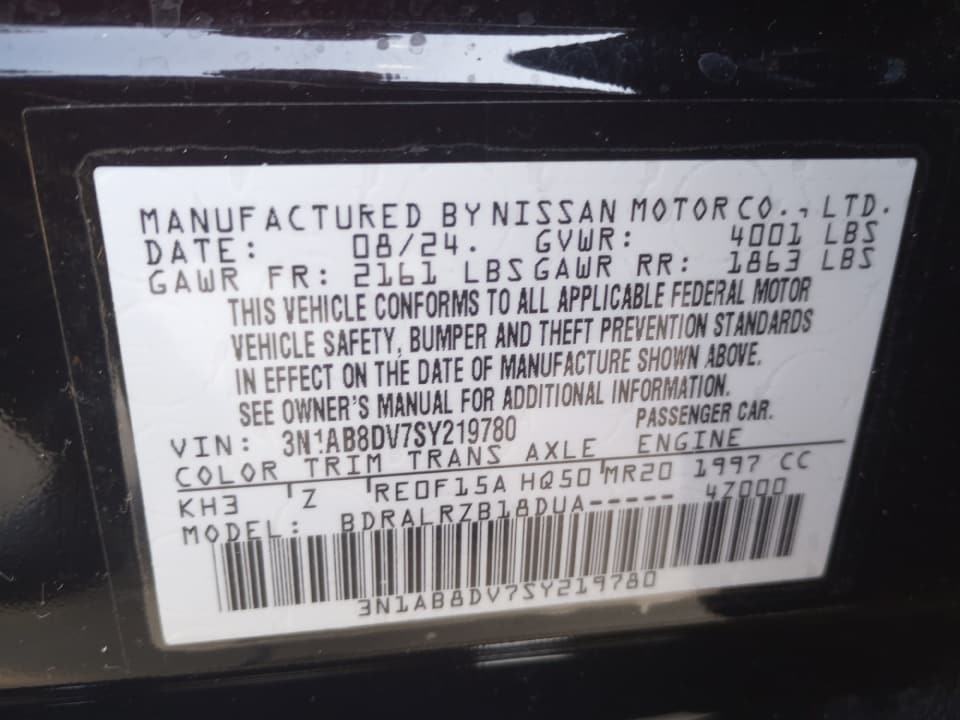 MANUFACTURED BY NISSAN MOTOR CO., LTD.
DATE: 08/24. GVWR: 4001 LBS
GAWR FR: 2161 LBS GAWR RR: 1863 LBS
THIS VEHICLE CONFORMS TO ALL APPLICABLE FEDERAL MOTOR
VEHICLE SAFETY, BUMPER AND THEFT PREVENTION STANDARDS
IN EFFECT ON THE DATE OF MANUFACTURE SHOWN ABOVE.
SEE OWNER'S MANUAL FOR ADDITIONAL INFORMATION.
VIN: 3N1AB8DV7SY219780 PASSENGER CAR.
COLOR TRIM TRANS AXLE ENGINE
KH3 Z RE0F15A HQ50 MR20 1997 CC
MODEL: BDRALRZB18DUA----- 4Z000
3N1AB8DV7SY219780